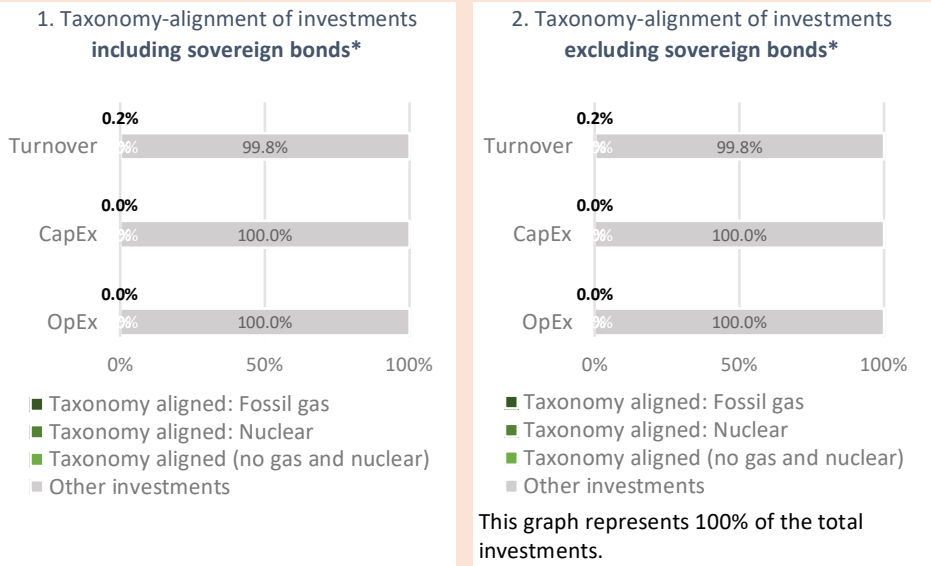 1. Taxonomy-alignment of investments
including sovereign bonds*
0.2%
Turnover
99.8%
0.0%
CapEx
100.0%
0.0%
OpEx
100.0%
0% 50% 100%
Taxonomy aligned: Fossil gas
Taxonomy aligned: Nuclear
Taxonomy aligned (no gas and nuclear)
Other investments
2. Taxonomy-alignment of investments
excluding sovereign bonds*
0.2%
Turnover
99.8%
0.0%
CapEx
100.0%
0.0%
OpEx
100.0%
0% 50% 100%
Taxonomy aligned: Fossil gas
Taxonomy aligned: Nuclear
Taxonomy aligned (no gas and nuclear)
Other investments
This graph represents 100% of the total
investments.